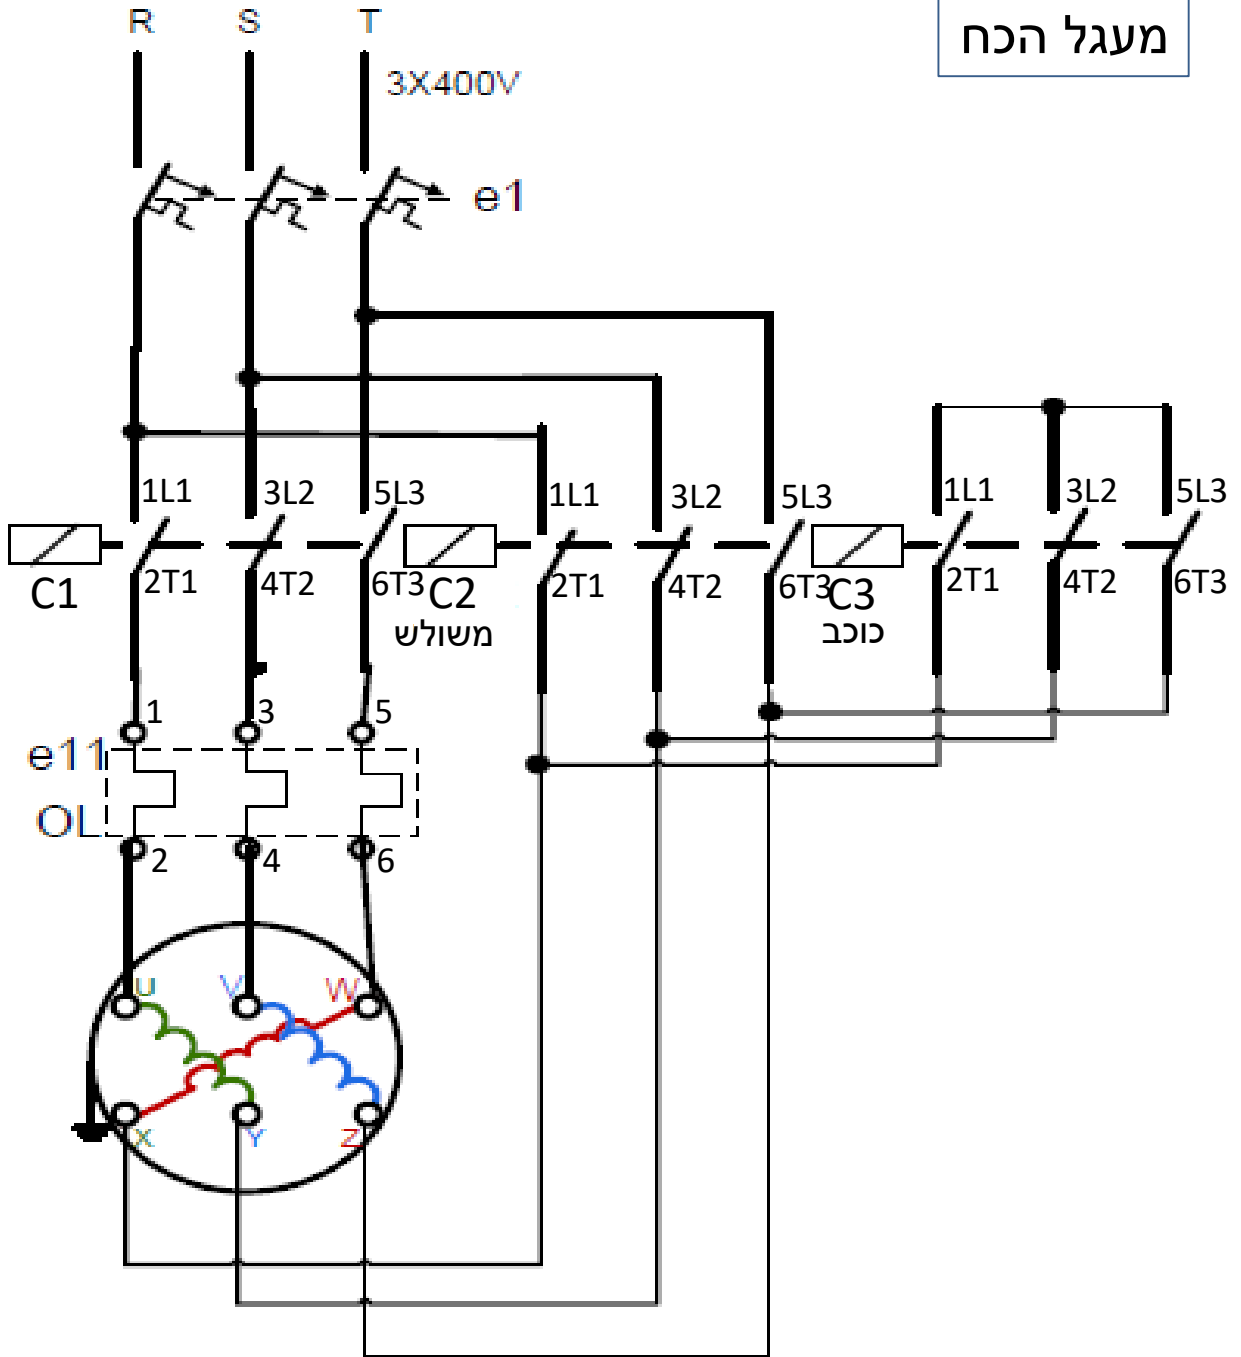 מעגל הכח
R S T
3X400V
e1
1L1 3L2 5L3 1L1 3L2 5L3 1L1 3L2 5L3
2T1 4T2 6T3 2T1 4T2 6T3 2T1 4T2 6T3
C1 C2 C3
משולש כוכב
1 3 5
e11
OL
2 4 6
U V W
X Y Z